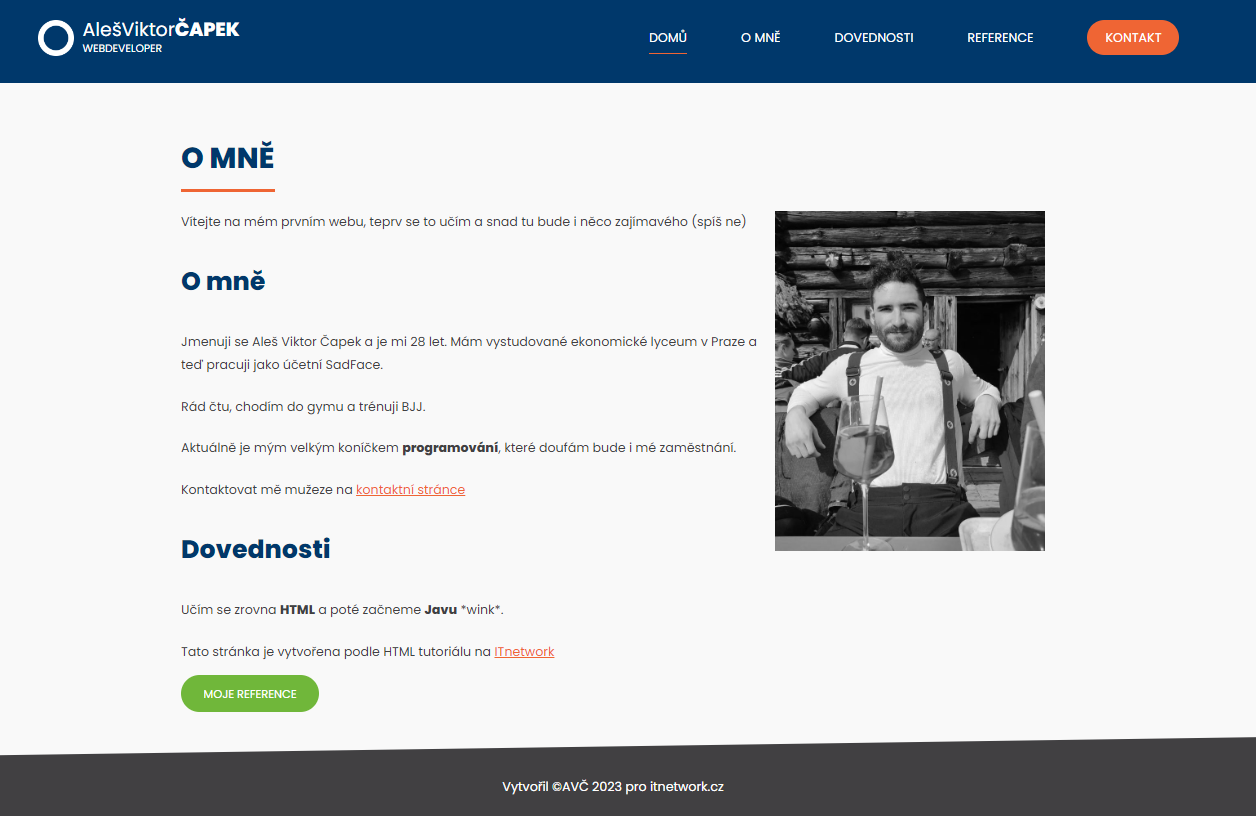 AlešViktorČAPEK
WEBDEVELOPER
DOMŮ
O MNĚ
DOVEDNOSTI
REFERENCE
KONTAKT
O MNĚ
Vítejte na mém prvním webu, teprv se to učím a snad tu bude i něco zajímavého (spíš ne)
O mně
Jmenuji se Aleš Viktor Čapek a je mi 28 let. Mám vystudované ekonomické lyceum v Praze a
teď pracuji jako účetní SadFace.
Rád čtu, chodím do gymu a trénuji BJJ.
Aktuálně je mým velkým koníčkem programování, které doufám bude i mé zaměstnání.
Kontaktovat mě mužeze na kontaktní stránce
Dovednosti
Učím se zrovna HTML a poté začneme Javu *wink*.
Tato stránka je vytvořena podle HTML tutoriálu na ITnetwork
MOJE REFERENCE
Vytvořil ©AVČ 2023 pro itnetwork.cz